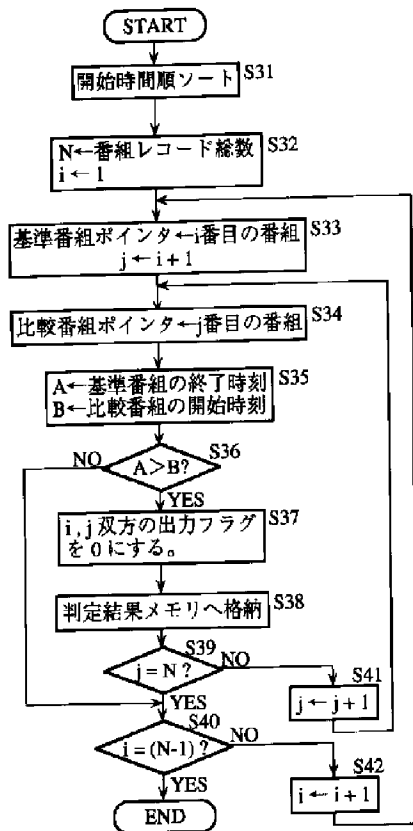 START
S31
開始時間順ソート
S32
N←番組レコード総数
i←1
S33
基準番組ポインタ←i番目の番組
j←i+1
S34
比較番組ポインタ←j番目の番組
S35
A←基準番組の終了時刻
B←比較番組の開始時刻
S36
NO
A>B?
YES
S37
i,j双方の出力フラグ
を0にする。
S38
判定結果メモリへ格納
S39
j=N?
NO
S41
j←j+1
YES
S40
i=(N-1)?
NO
S42
i←i+1
YES
END